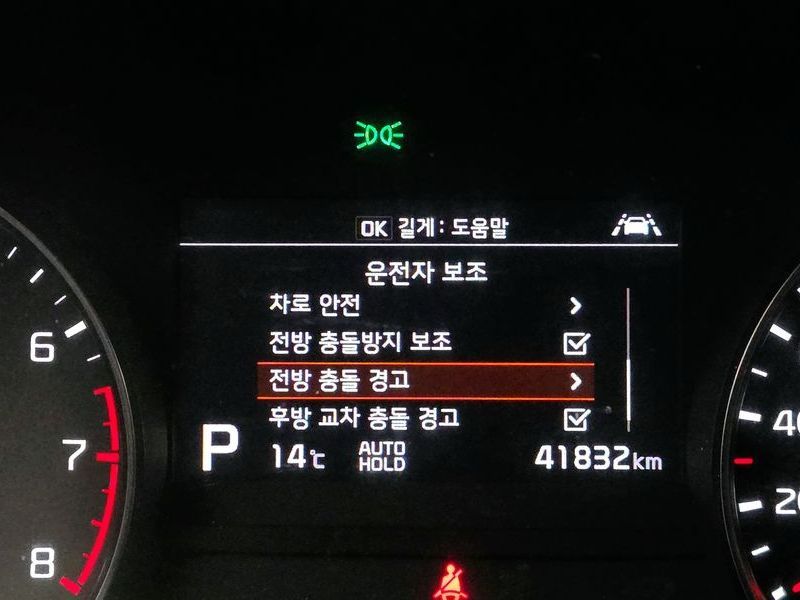 OK 길게 : 도움말
운전자 보조
차로 안전
전방 충돌방지 보조
전방 충돌 경고
후방 교차 충돌 경고
P
14℃
AUTO HOLD
41832km
6
7
8
40
20